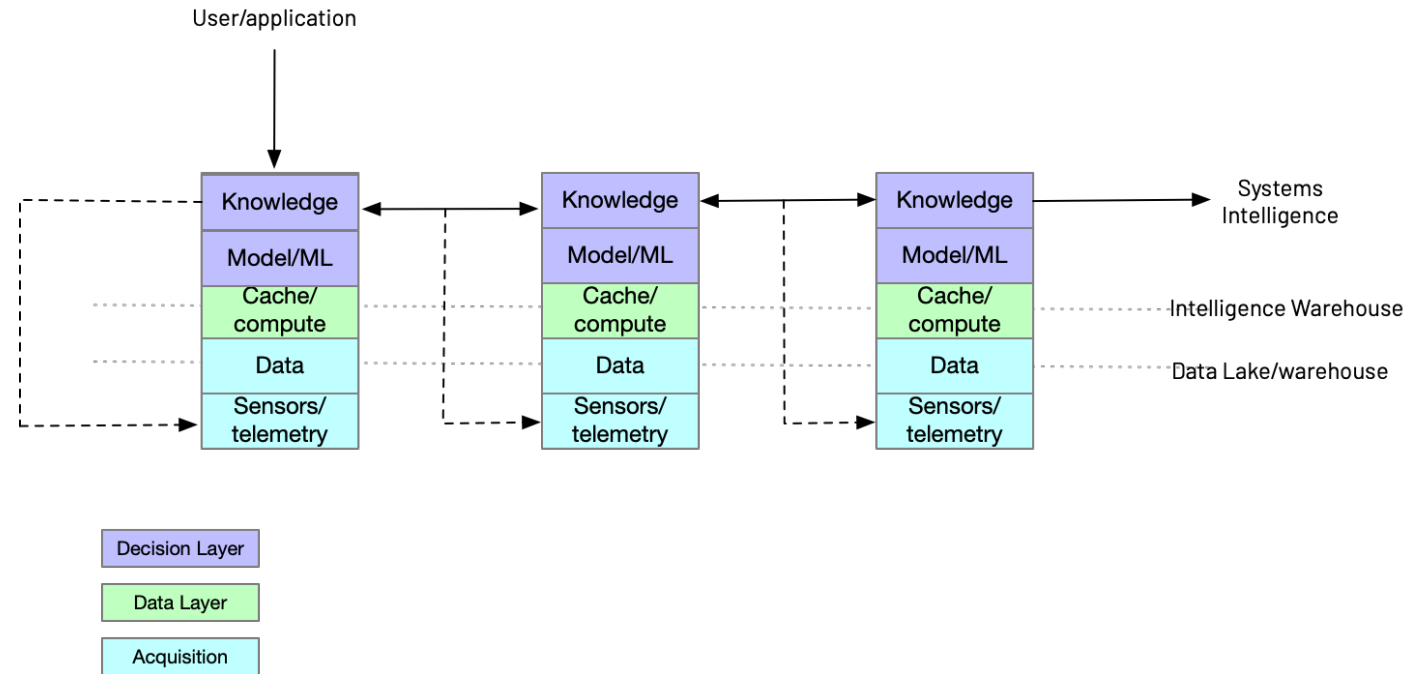 User/application
Knowledge
Model/ML
Cache/
compute
Data
Sensors/
telemetry
Knowledge
Model/ML
Cache/
compute
Data
Sensors/
telemetry
Knowledge
Model/ML
Cache/
compute
Data
Sensors/
telemetry
Systems
Intelligence
Intelligence Warehouse
Data Lake/warehouse
Decision Layer
Data Layer
Acquisition